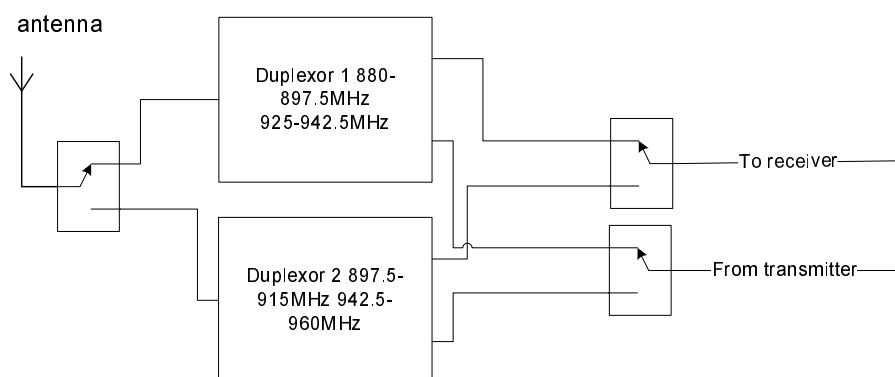 antenna
Duplexor 1 880-
897.5MHz
925-942.5MHz
To receiver
Duplexor 2 897.5-
915MHz 942.5-
960MHz
From transmitter